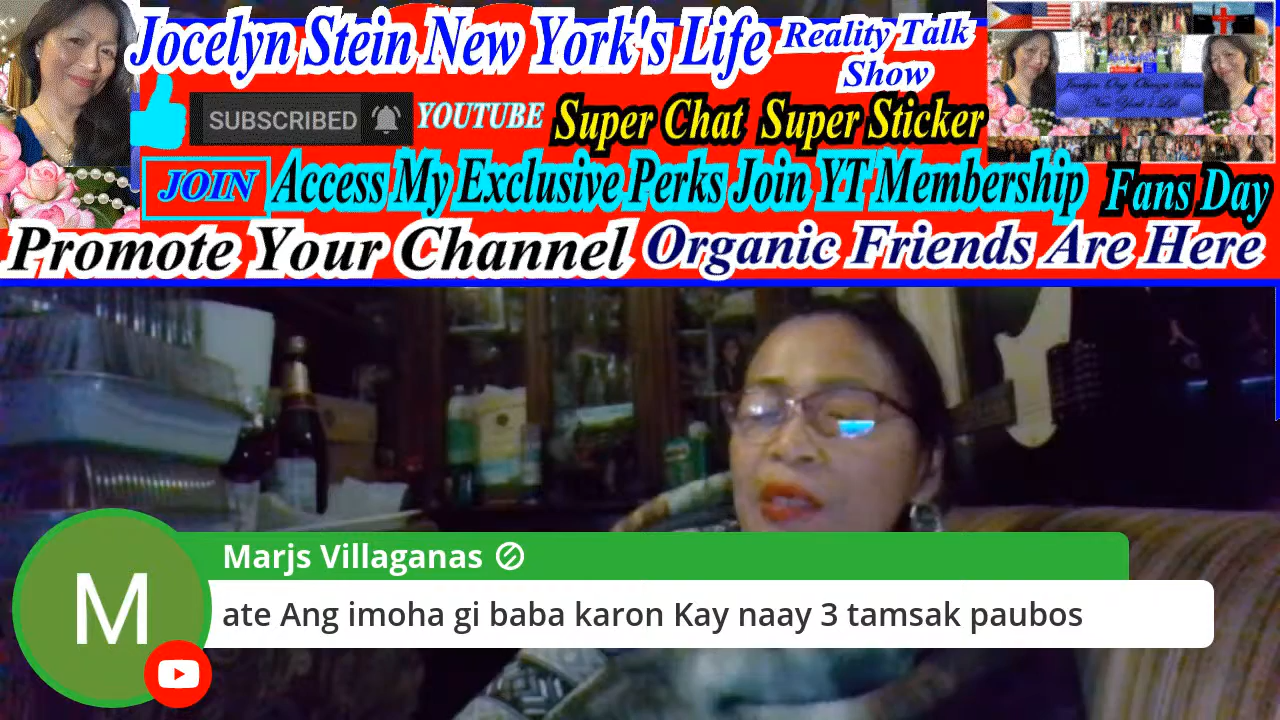 Jocelyn Stein New York's Life
Reality Talk
Show
SUBSCRIBED
YOUTUBE
Super Chat Super Sticker
JOIN
Access My Exclusive Perks Join YT Membership
Fans Day
Promote Your Channel
Organic Friends Are Here
Marjs Villaganas
M
ate Ang imoha gi baba karon Kay naay 3 tamsak paubos